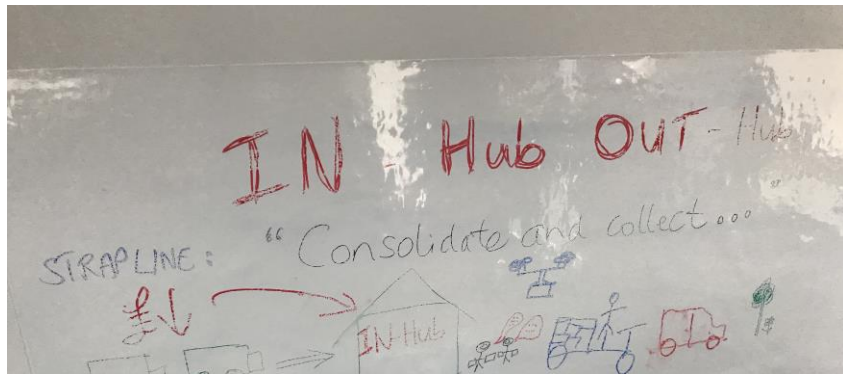 IN - Hub OUT - Hub
STRAPLINE: "Consolidate and collect... "
£↓
IN-Hub